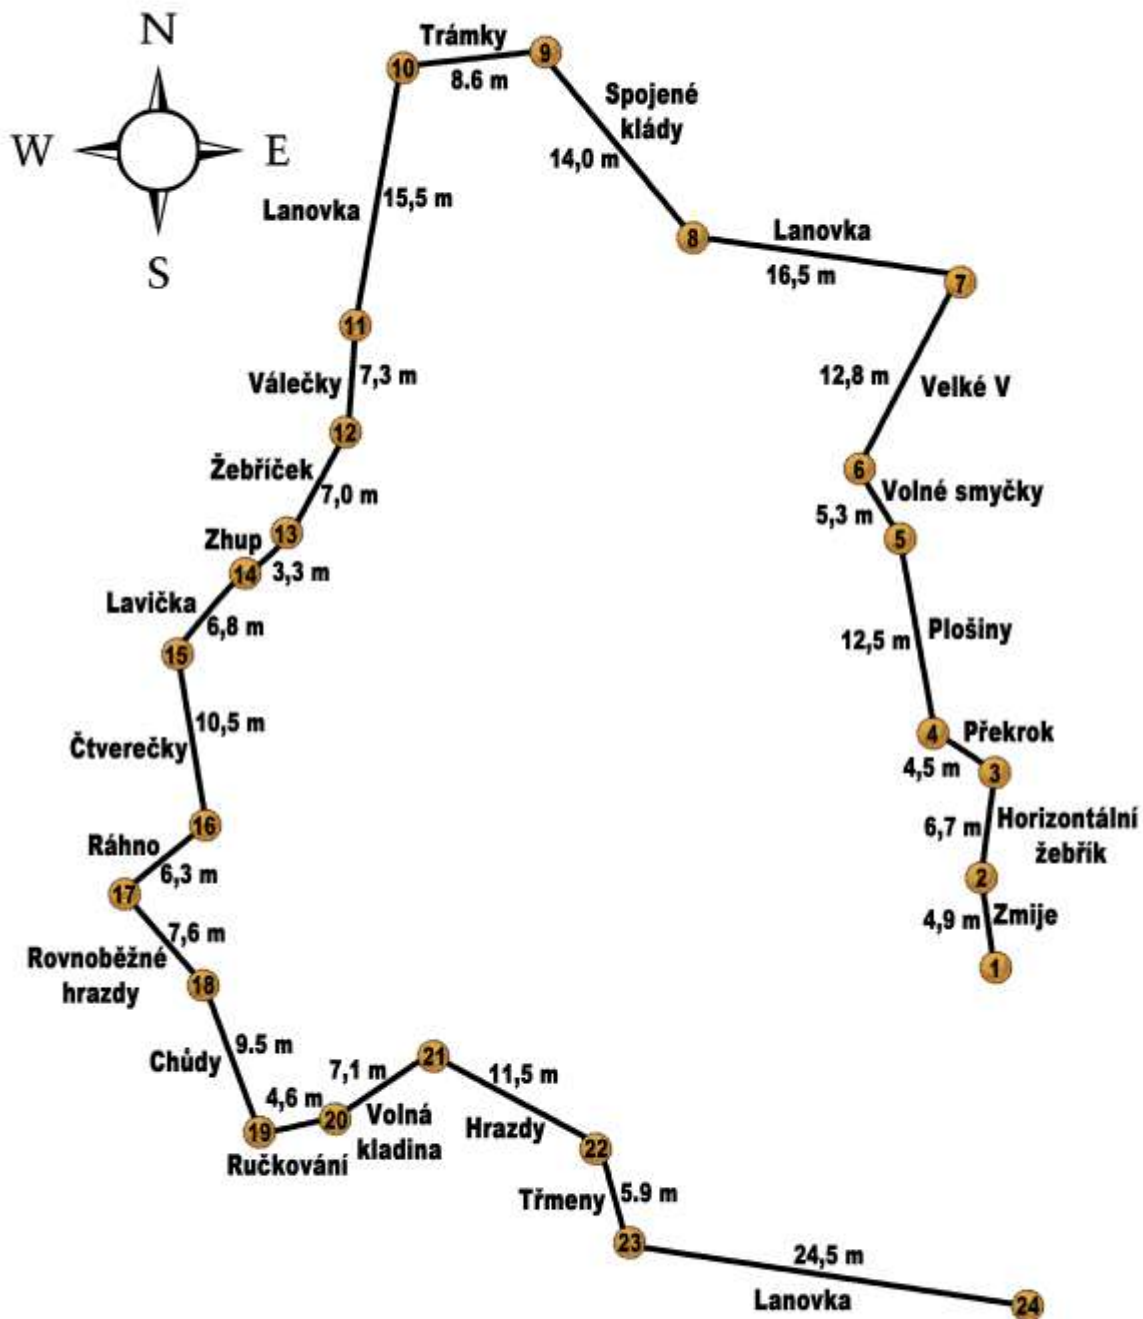 N
W
E
S
Trámky
10
9
8.6 m
Spojené
klády
14,0 m
Lanovka
15,5 m
8
Lanovka
16,5 m
7
11
Válečky
7,3 m
12,8 m
Velké V
12
Žebříček
7,0 m
6
Volné smyčky
5,3 m
5
13
Zhup
14
3,3 m
Lavička
6,8 m
15
12,5 m
Plošiny
10,5 m
Čtverečky
4
Překrok
4,5 m
3
16
Ráhno
6,3 m
17
6,7 m
Horizontální
žebřík
2
4,9 m
Zmije
1
7,6 m
Rovnoběžné
hrazdy
18
9.5 m
Chůdy
4,6 m
19
20
Ručkování
7,1 m
21
Volná
kladina
11,5 m
Hrazdy
22
Třmeny
5.9 m
23
24,5 m
Lanovka
24